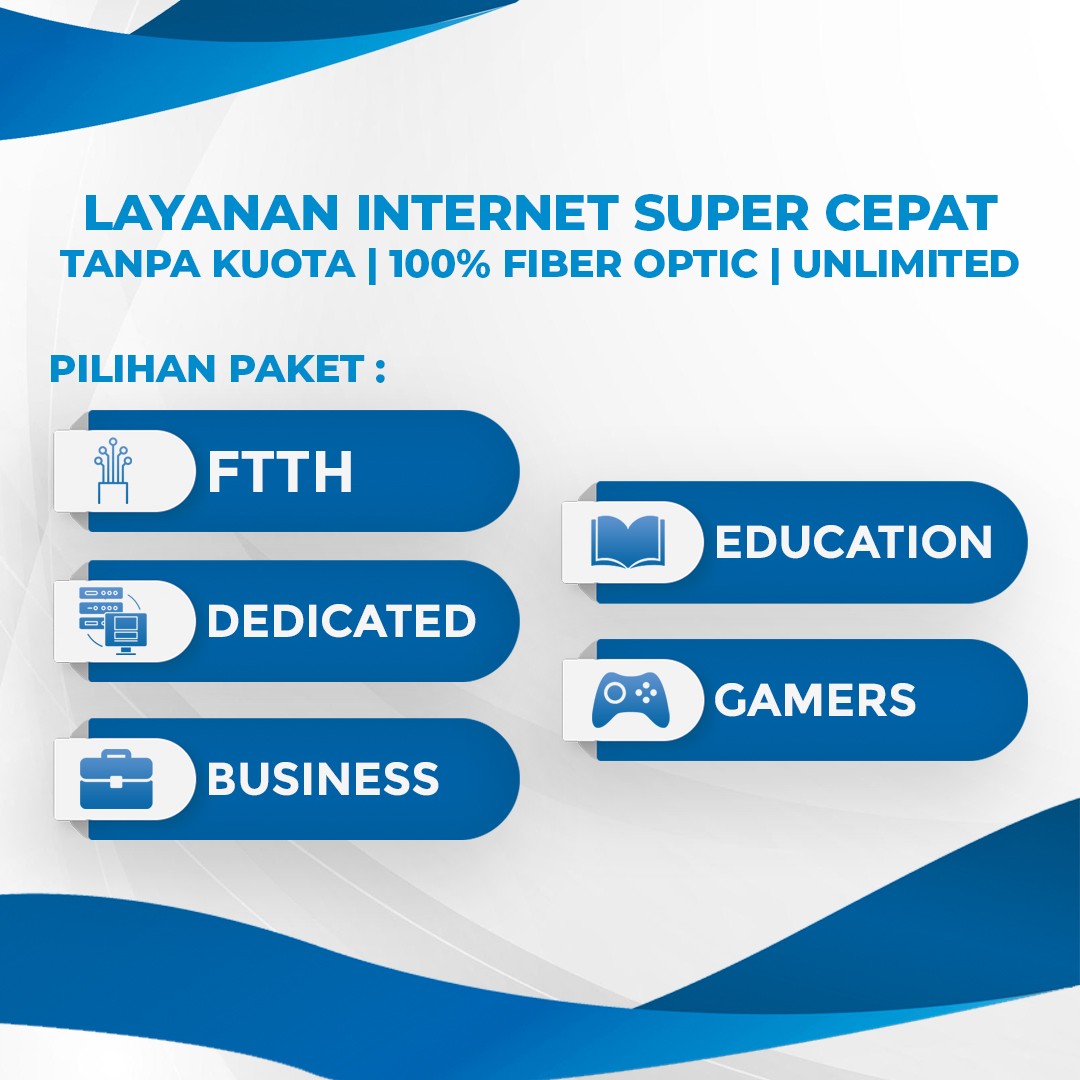 LAYANAN INTERNET SUPER CEPAT
TANPA KUOTA | 100% FIBER OPTIC | UNLIMITED
PILIHAN PAKET :
FTTH
DEDICATED
BUSINESS
EDUCATION
GAMERS